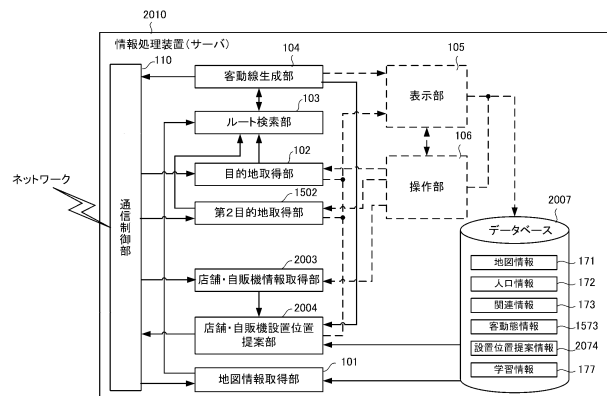 2010
情報処理装置(サーバ)
110
104
客動線生成部
103
ルート検索部
102
目的地取得部
1502
第2目的地取得部
2003
店舗・自販機情報取得部
2004
店舗・自販機設置位置
提案部
101
地図情報取得部
ネットワーク
通信制御部
105
表示部
106
操作部
2007
データベース
地図情報
171
人口情報
172
関連情報
173
客動態情報
1573
設置位置提案情報
2074
学習情報
177